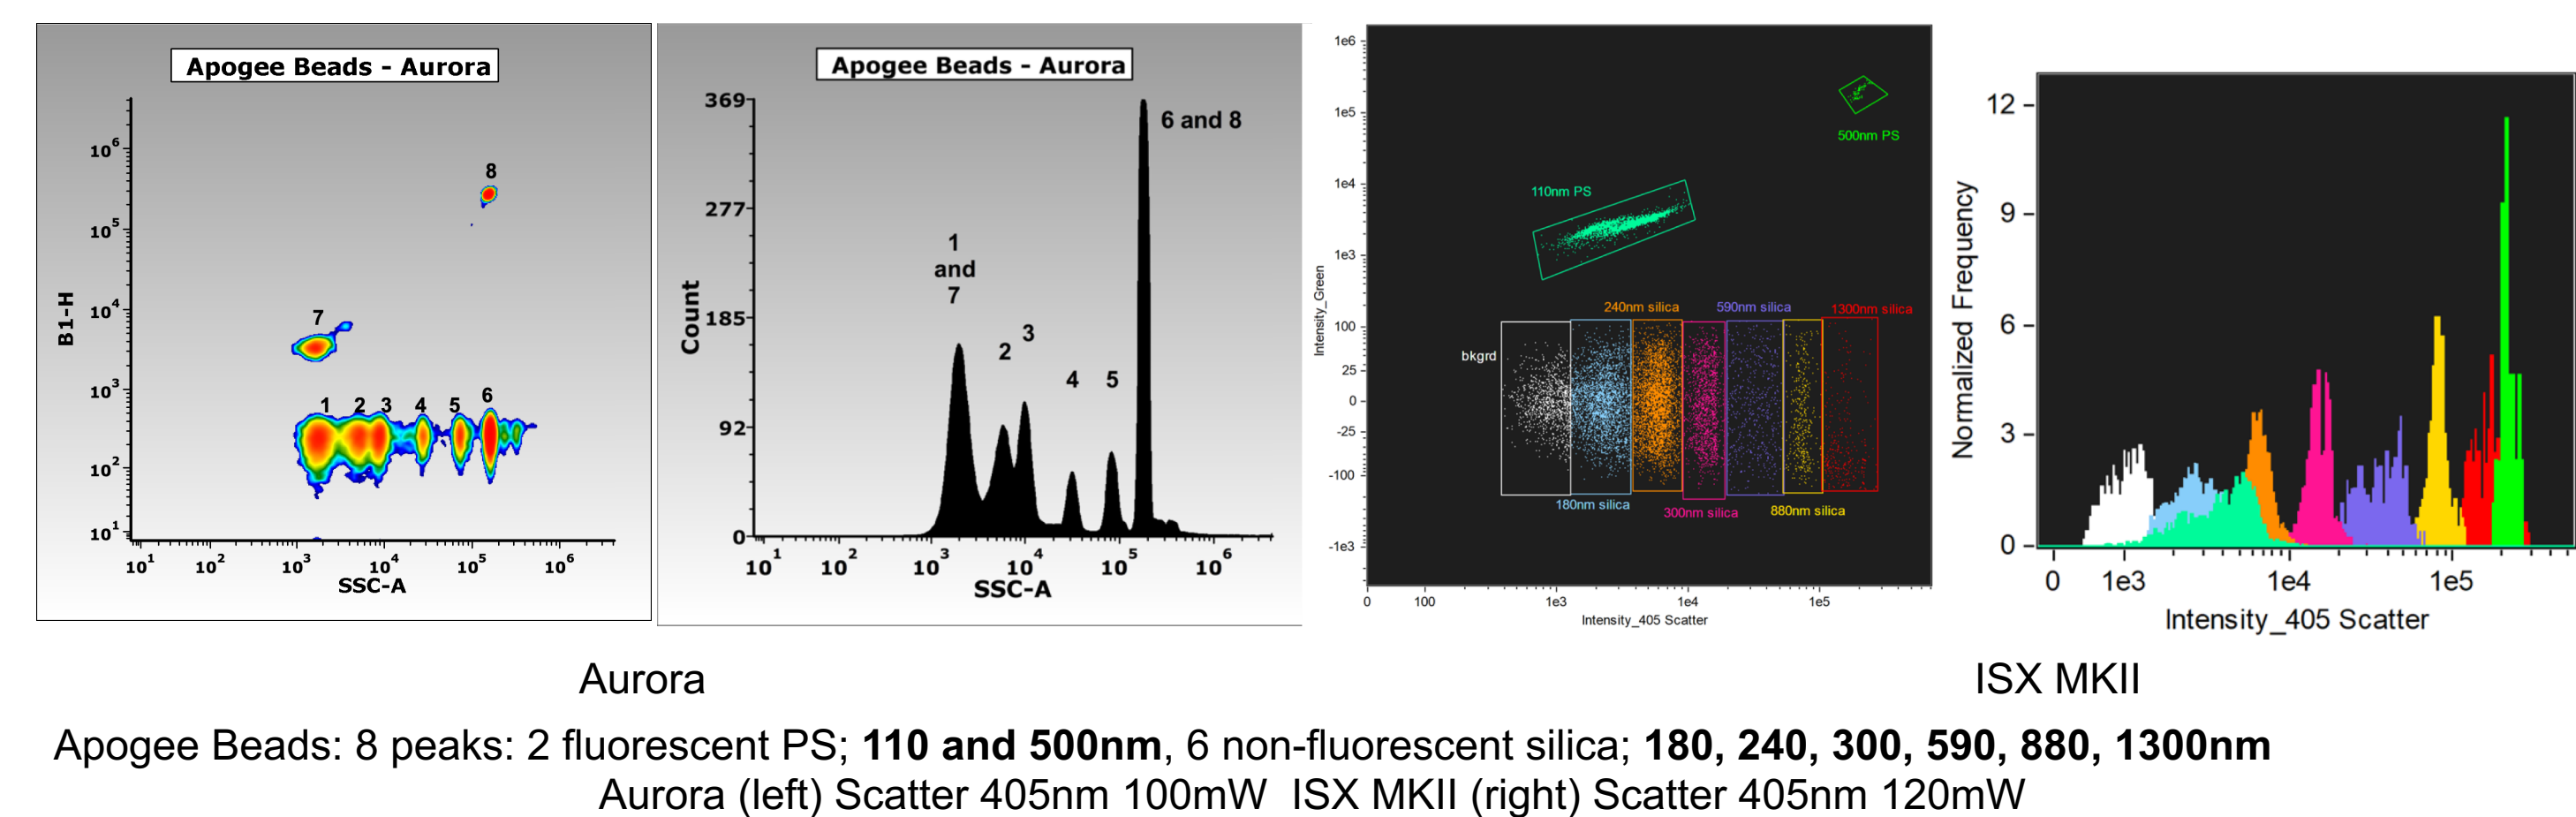 Apogee Beads - Aurora
10^6
10^5
10^4
10^3
10^2
10^1
B1-H
8
7
1 2 3 4 5 6
10^1 10^2 10^3 10^4 10^5 10^6
SSC-A
Apogee Beads - Aurora
369
277
185
92
0
Count
6 and 8
1
and
7
2
3
4
5
10^1 10^2 10^3 10^4 10^5 10^6
SSC-A
1e6
1e5
1e4
1e3
100
25
0
-25
-100
-1e3
Intensity_Green
500nm PS
110nm PS
240nm silica
590nm silica
1300nm silica
bkgrd
180nm silica
300nm silica
880nm silica
0 100 1e3 1e4 1e5
Intensity_405 Scatter
12
9
6
3
0
Normalized Frequency
0 1e3 1e4 1e5
Intensity_405 Scatter
Aurora
ISX MKII
Apogee Beads: 8 peaks: 2 fluorescent PS; 110 and 500nm, 6 non-fluorescent silica; 180, 240, 300, 590, 880, 1300nm
Aurora (left) Scatter 405nm 100mW ISX MKII (right) Scatter 405nm 120mW